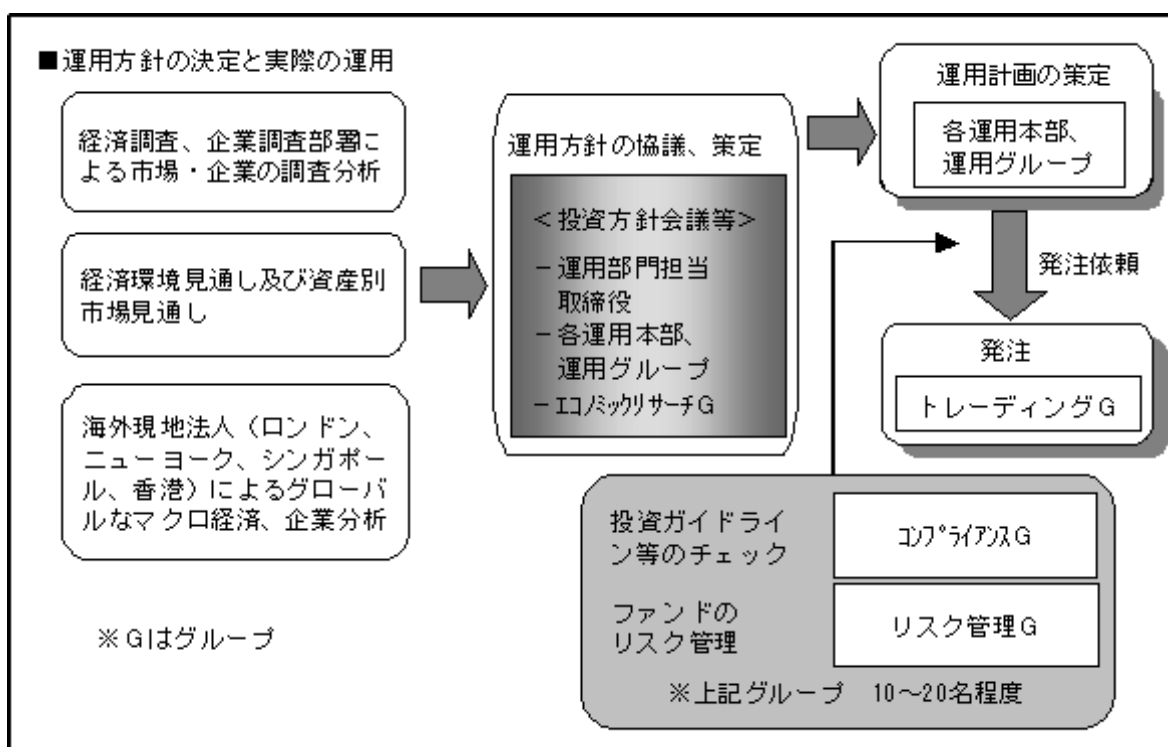 ■運用方針の決定と実際の運用
経済調査、企業調査部署に
よる市場・企業の調査分析
経済環境見通し及び資産別
市場見通し
海外現地法人（ロンドン、
ニューヨーク、シンガポー
ル、香港）によるグローバ
ルなマクロ経済、企業分析
※Gはグループ
運用方針の協議、策定
＜投資方針会議等＞
－運用部門担当
取締役
－各運用本部、
運用グループ
－ｴｺﾉﾐｯｸﾘｻｰﾁG
運用計画の策定
各運用本部、
運用グループ
発注依頼
発注
トレーディングG
投資ガイドライ
ン等のチェック
ｺﾝﾌﾟﾗｲｱﾝｽG
ファンドの
リスク管理
リスク管理G
※上記グループ　10～20名程度